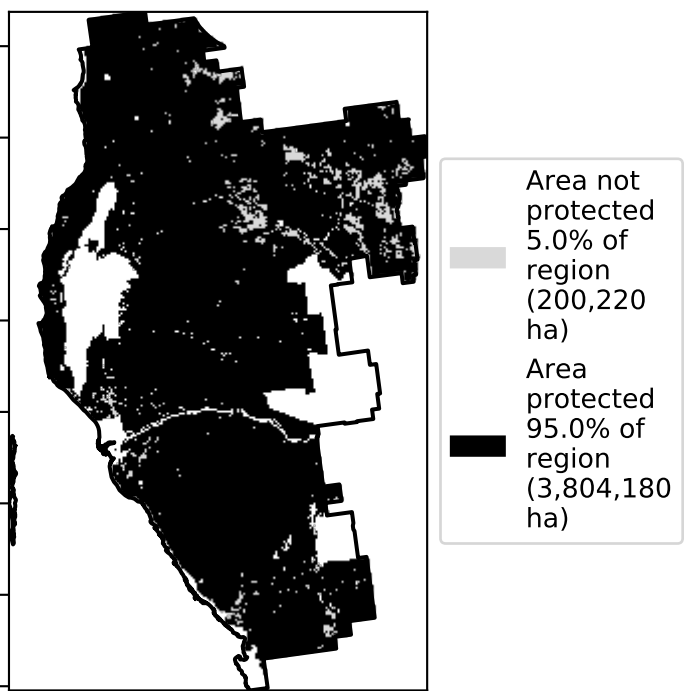 Area not
protected
5.0% of
region
(200,220
ha)
Area
protected
95.0% of
region
(3,804,180
ha)